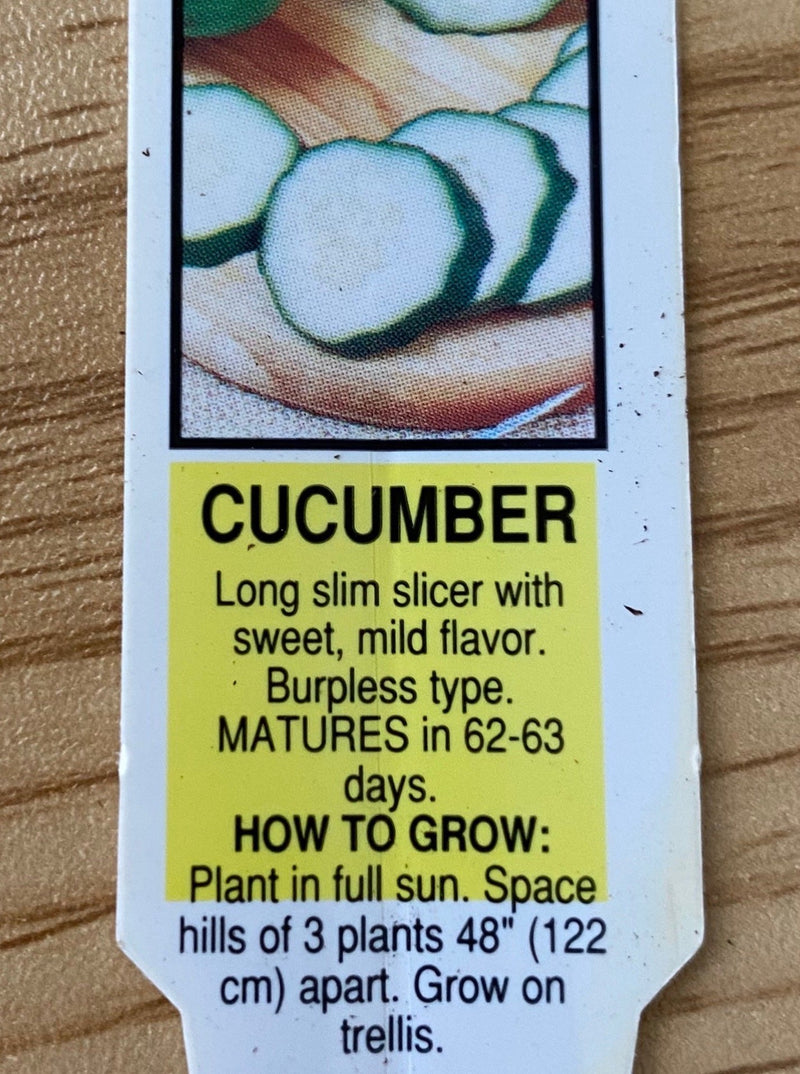 CUCUMBER
Long slim slicer with
sweet, mild flavor.
Burpless type.
MATURES in 62-63
days.
HOW TO GROW:
Plant in full sun. Space
hills of 3 plants 48" (122
cm) apart. Grow on
trellis.